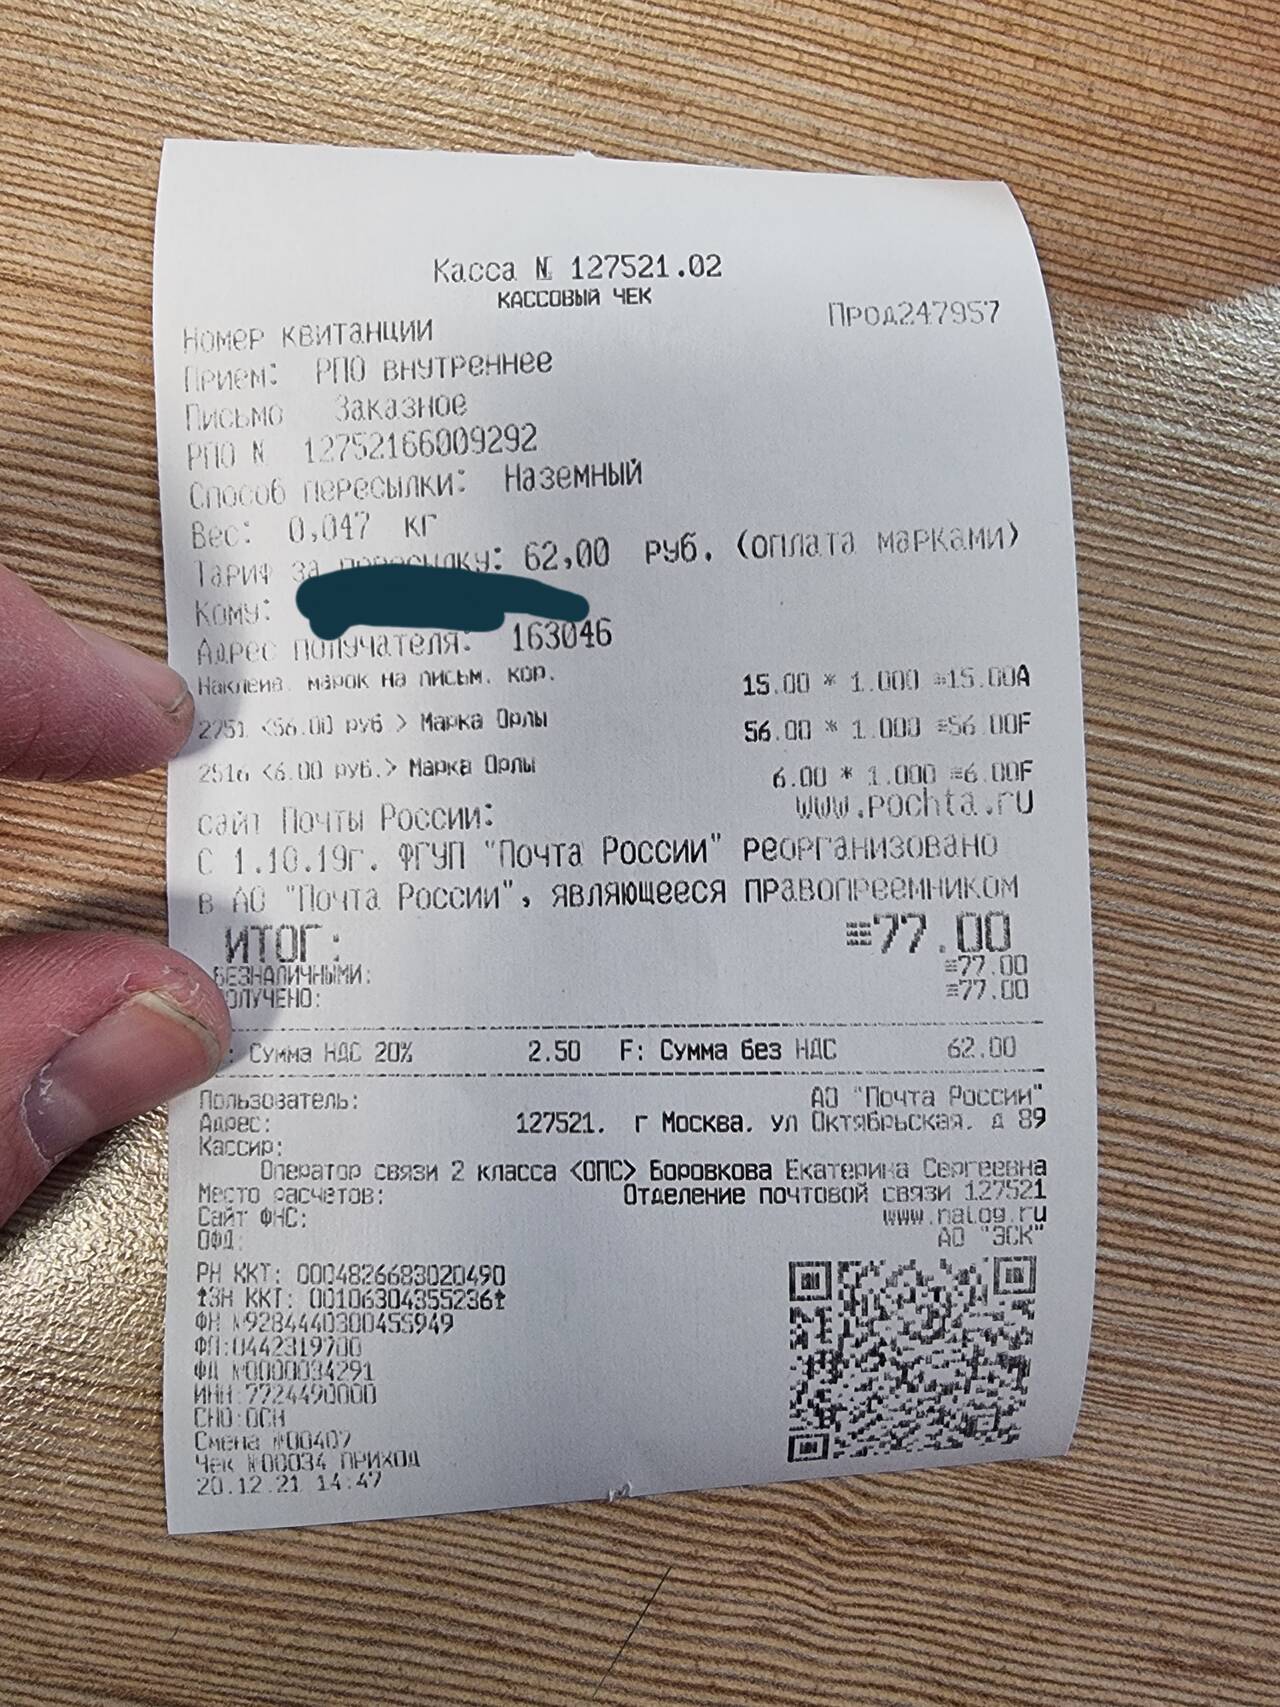 Касса № 127521.02
КАССОВЫЙ ЧЕК
Номер квитанции Прод247957
Прием: РПО внутреннее
Письмо Заказное
РПО № 12752166009292
Способ пересылки: Наземный
Вес: 0,047 кг
Тариф за пересылку: 62,00 руб. (оплата марками)
Кому:
Адрес получателя: 163046
Наклеив. марок на письм. кор. 15.00 * 1.000 ≡15.00А
2751 <56.00 руб > Марка Орлы 56.00 * 1.000 ≡56.00F
2516 <6.00 руб.> Марка Орлы 6.00 * 1.000 ≡6.00F
сайт Почты России: www.pochta.ru
С 1.10.19г. ФГУП "Почта России" реорганизовано
в АО "Почта России", являющееся правопреемником
ИТОГ: ≡77.00
БЕЗНАЛИЧНЫМИ: ≡77.00
ПОЛУЧЕНО: ≡77.00
: Сумма НДС 20% 2.50 F: Сумма без НДС 62.00
Пользователь: АО "Почта России"
Адрес: 127521, г Москва, ул Октябрьская, д 89
Кассир:
Оператор связи 2 класса <ОПС> Боровкова Екатерина Сергеевна
Место расчетов: Отделение почтовой связи 127521
Сайт ФНС: www.nalog.ru
ОФД: АО "ЭСК"
РН ККТ: 0004826683020490
ЗН ККТ: 00106304355236
ФН №9284440300455949
ФП:0442319700
ФД №0000034291
ИНН:7724490000
СНО:ОСН
Смена №00407
Чек №00034 ПРИХОД
20.12.21 14:47